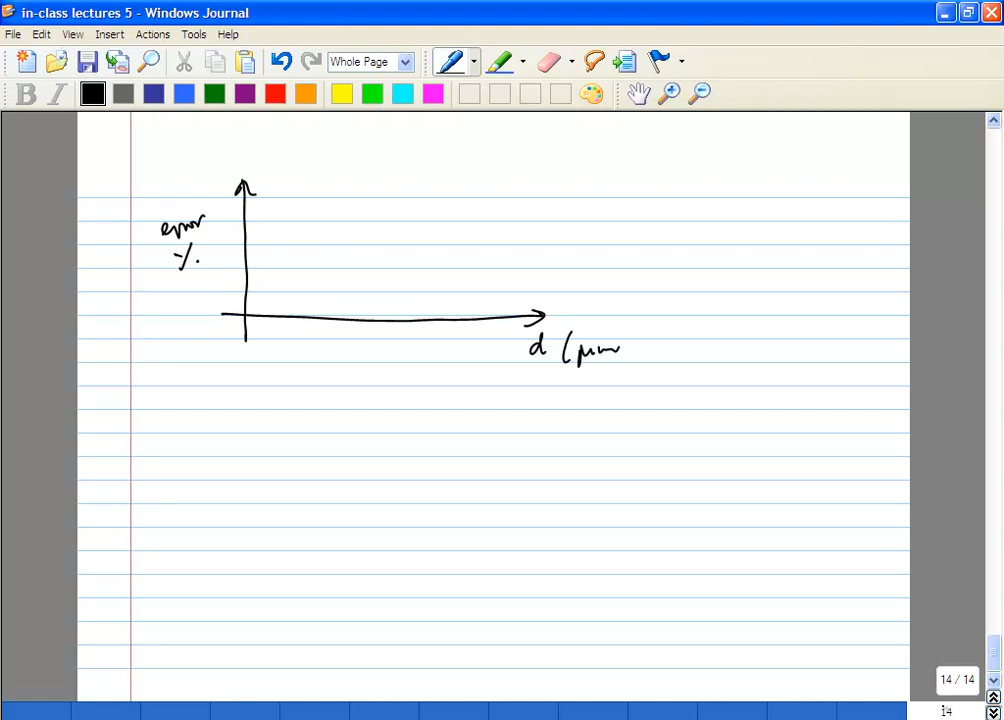 in-class lectures 5 - Windows Journal
File Edit View Insert Actions Tools Help
Whole Page
B I
error
%
d (μm
14 / 14
14